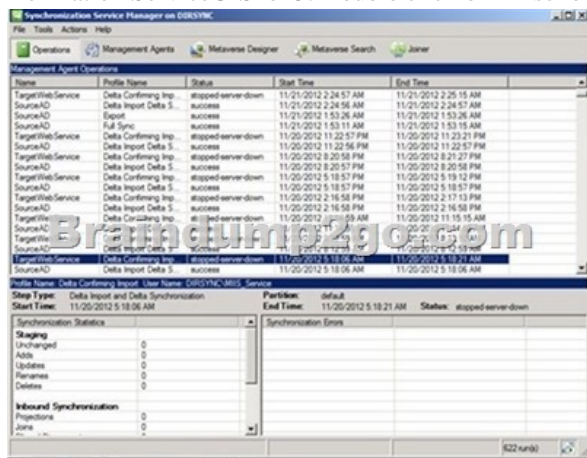 Synchronization Service Manager on DIRSYNC
File Tools Actions Help
Operations Management Agents Metaverse Designer Metaverse Search Joiner
Management Agent Operations
Name Profile Name Status Start Time End Time
TargetWebService Delta Confirming Imp... stopped-server-down 11/21/2012 2:24:57 AM 11/21/2012 2:25:15 AM
SourceAD Delta Import Delta S... success 11/21/2012 2:24:56 AM 11/21/2012 2:24:57 AM
SourceAD Export success 11/21/2012 1:53:26 AM 11/21/2012 1:53:26 AM
SourceAD Full Sync success 11/21/2012 1:53:11 AM 11/21/2012 1:53:15 AM
TargetWebService Delta Confirming Imp... stopped-server-down 11/20/2012 11:22:57 PM 11/20/2012 11:23:21 PM
SourceAD Delta Import Delta S... success 11/20/2012 11:22:56 PM 11/20/2012 11:22:57 PM
TargetWebService Delta Confirming Imp... stopped-server-down 11/20/2012 8:20:58 PM 11/20/2012 8:21:27 PM
SourceAD Delta Import Delta S... success 11/20/2012 8:20:57 PM 11/20/2012 8:20:58 PM
TargetWebService Delta Confirming Imp... stopped-server-down 11/20/2012 5:18:57 PM 11/20/2012 5:19:12 PM
SourceAD Delta Import Delta S... success 11/20/2012 5:18:57 PM 11/20/2012 5:18:57 PM
TargetWebService Delta Confirming Imp... stopped-server-down 11/20/2012 2:16:58 PM 11/20/2012 2:17:13 PM
SourceAD Delta Import Delta S... success 11/20/2012 2:16:58 PM 11/20/2012 2:16:58 PM
Delta Confirming Imp... stopped-server-down AM 11/20/2012 11:15:15 AM
Braindump2go.com
SourceAD success
TargetWebService Delta Confirming Imp... stopped-server-down 11/20/2012 5:18:06 AM 11/20/2012 5:18:21 AM
SourceAD Delta Import Delta S... success 11/20/2012 5:18:06 AM 11/20/2012 5:18:06 AM
Profile Name: Delta Confirming Import User Name: DIRSYNC\MIIS_Service
Step Type: Delta Import and Delta Synchronization Partition: default
Start Time: 11/20/2012 5:18:06 AM End Time: 11/20/2012 5:18:21 AM Status: stopped-server-down
Synchronization Statistics Synchronization Errors
Staging
Unchanged 0
Adds 0
Updates 0
Renames 0
Deletes 0
Inbound Synchronization
Projections 0
Joins 0
622 run(s)